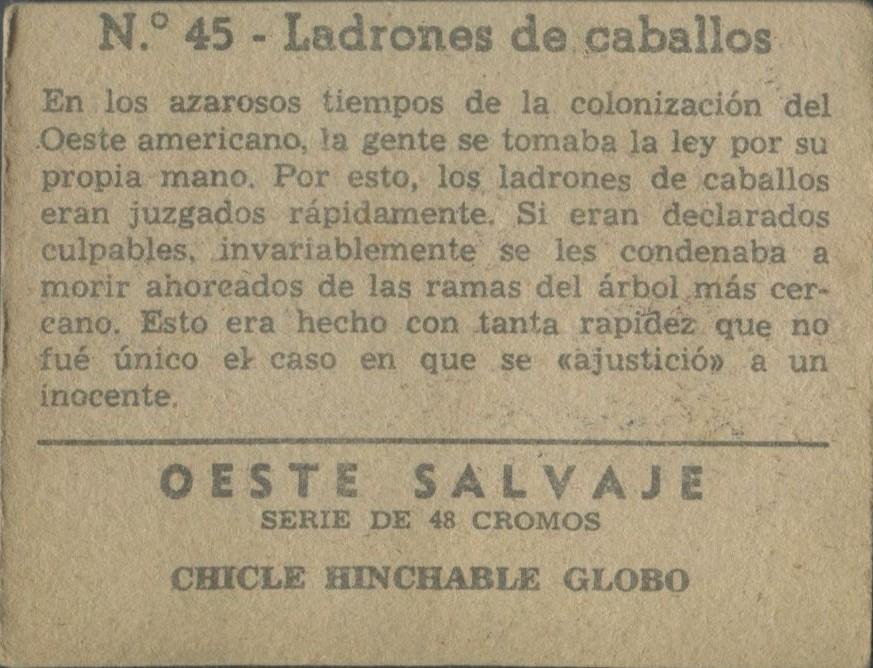 N.º 45 - Ladrones de caballos
En los azarosos tiempos de la colonización del
Oeste americano, la gente se tomaba la ley por su
propia mano. Por esto, los ladrones de caballos
eran juzgados rápidamente. Si eran declarados
culpables, invariablemente se les condenaba a
morir ahorcados de las ramas del árbol más cer-
cano. Esto era hecho con tanta rapidez que no
fué único el caso en que se «ajustició» a un
inocente.
OESTE SALVAJE
SERIE DE 48 CROMOS
CHICLE HINCHABLE GLOBO